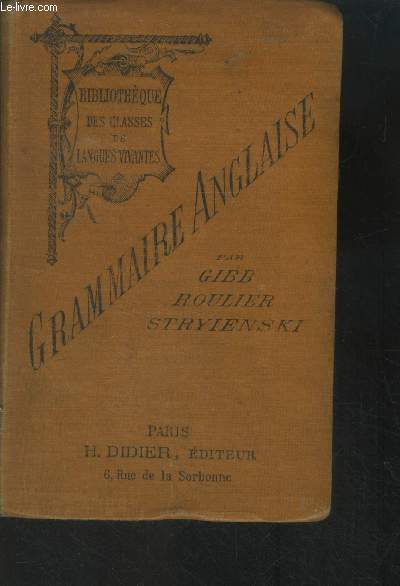 Le-livre.com
BIBLIOTHÈQUE
DES CLASSES
DE
LANGUES VIVANTES
GRAMMAIRE ANGLAISE
PAR
GIBB
ROULIER
STRYIENSKI
PARIS
H. DIDIER, ÉDITEUR
6, Rue de la Sorbonne